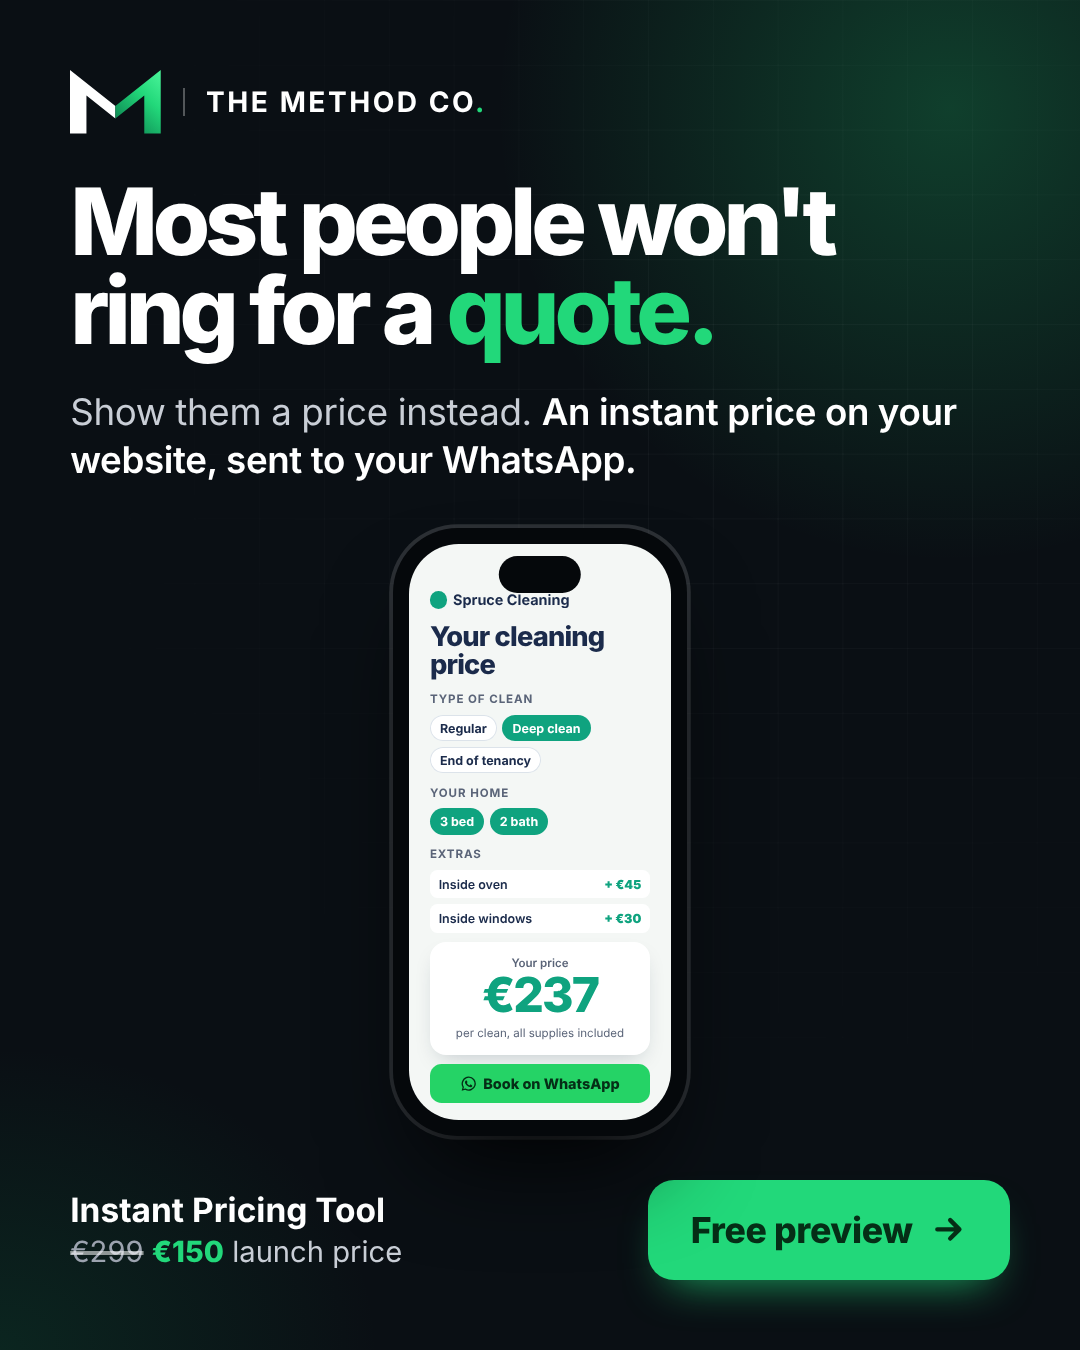 THE METHOD CO.
Most people won't
ring for a quote.
Show them a price instead. An instant price on your
website, sent to your WhatsApp.
Spruce Cleaning
Your cleaning
price
TYPE OF CLEAN
Regular Deep clean
End of tenancy
YOUR HOME
3 bed 2 bath
EXTRAS
Inside oven + €45
Inside windows + €30
Your price
€237
per clean, all supplies included
Book on WhatsApp
Instant Pricing Tool
€299 €150 launch price
Free preview →